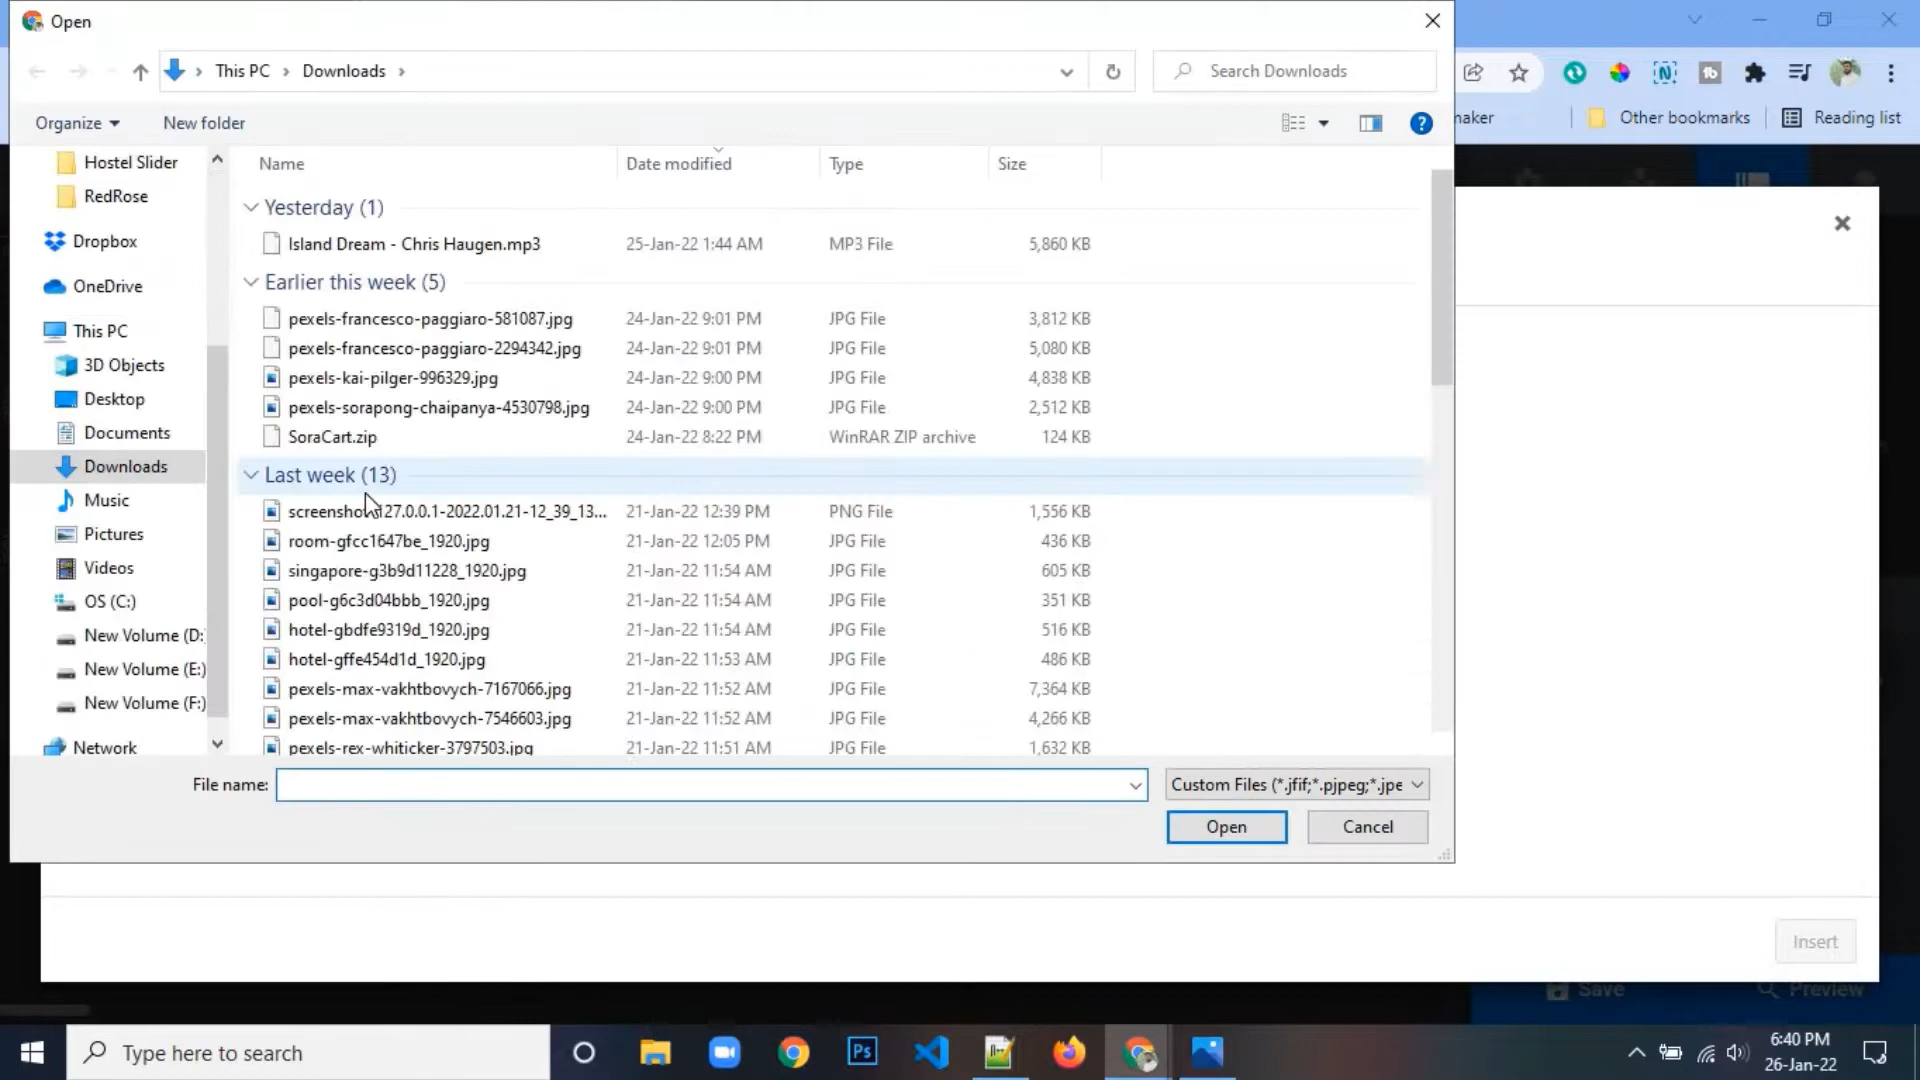 Open
This PC > Downloads >
Search Downloads
Organize
New folder
Other bookmarks
Reading list
Hostel Slider
RedRose
Dropbox
OneDrive
This PC
3D Objects
Desktop
Documents
Downloads
Music
Pictures
Videos
OS (C:)
New Volume (D:
New Volume (E:)
New Volume (F:)
Network
Name Date modified Type Size
Yesterday (1)
Island Dream - Chris Haugen.mp3 25-Jan-22 1:44 AM MP3 File 5,860 KB
Earlier this week (5)
pexels-francesco-paggiaro-581087.jpg 24-Jan-22 9:01 PM JPG File 3,812 KB
pexels-francesco-paggiaro-2294342.jpg 24-Jan-22 9:01 PM JPG File 5,080 KB
pexels-kai-pilger-996329.jpg 24-Jan-22 9:00 PM JPG File 4,838 KB
pexels-sorapong-chaipanya-4530798.jpg 24-Jan-22 9:00 PM JPG File 2,512 KB
SoraCart.zip 24-Jan-22 8:22 PM WinRAR ZIP archive 124 KB
Last week (13)
screenshot-127.0.0.1-2022.01.21-12_39_13... 21-Jan-22 12:39 PM PNG File 1,556 KB
room-gfcc1647be_1920.jpg 21-Jan-22 12:05 PM JPG File 436 KB
singapore-g3b9d11228_1920.jpg 21-Jan-22 11:54 AM JPG File 605 KB
pool-g6c3d04bbb_1920.jpg 21-Jan-22 11:54 AM JPG File 351 KB
hotel-gbdfe9319d_1920.jpg 21-Jan-22 11:54 AM JPG File 516 KB
hotel-gffe454d1d_1920.jpg 21-Jan-22 11:53 AM JPG File 486 KB
pexels-max-vakhtbovych-7167066.jpg 21-Jan-22 11:52 AM JPG File 7,364 KB
pexels-max-vakhtbovych-7546603.jpg 21-Jan-22 11:52 AM JPG File 4,266 KB
pexels-rex-whiticker-3797503.jpg 21-Jan-22 11:51 AM JPG File 1,632 KB
File name:
Custom Files (*.jfif;*.pjpeg;*.jpe
Open
Cancel
Insert
Save
Preview
Type here to search
Ps
6:40 PM
26-Jan-22